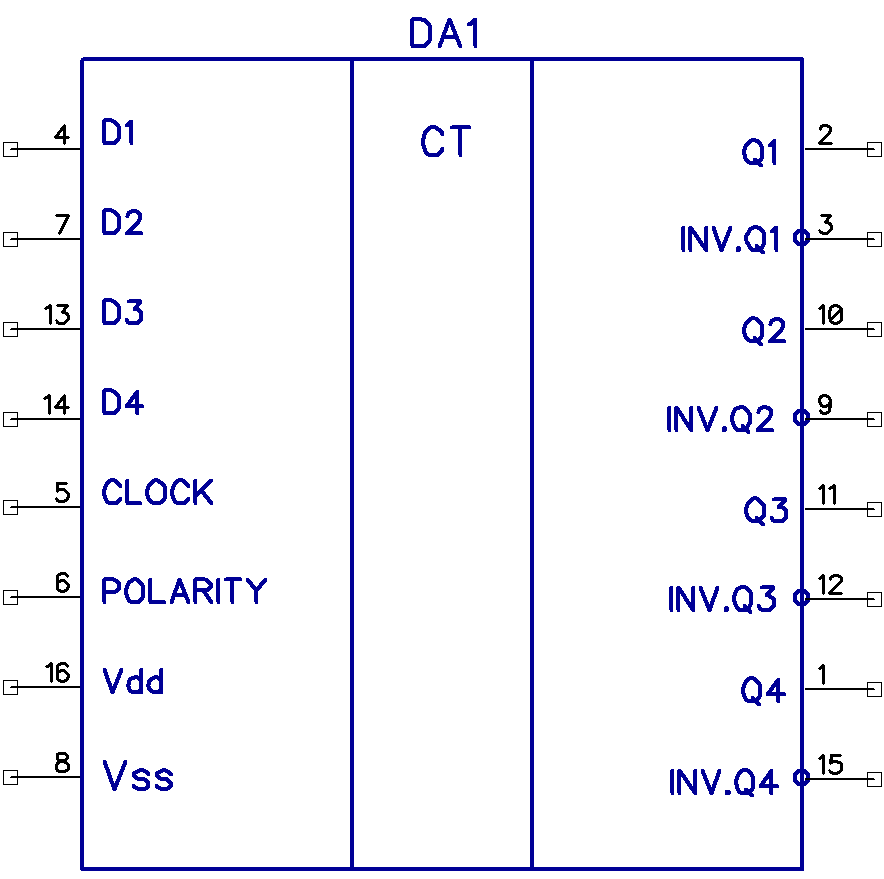 DA1
CT
4 D1
7 D2
13 D3
14 D4
5 CLOCK
6 POLARITY
16 Vdd
8 Vss
Q1 2
INV.Q1 3
Q2 10
INV.Q2 9
Q3 11
INV.Q3 12
Q4 1
INV.Q4 15